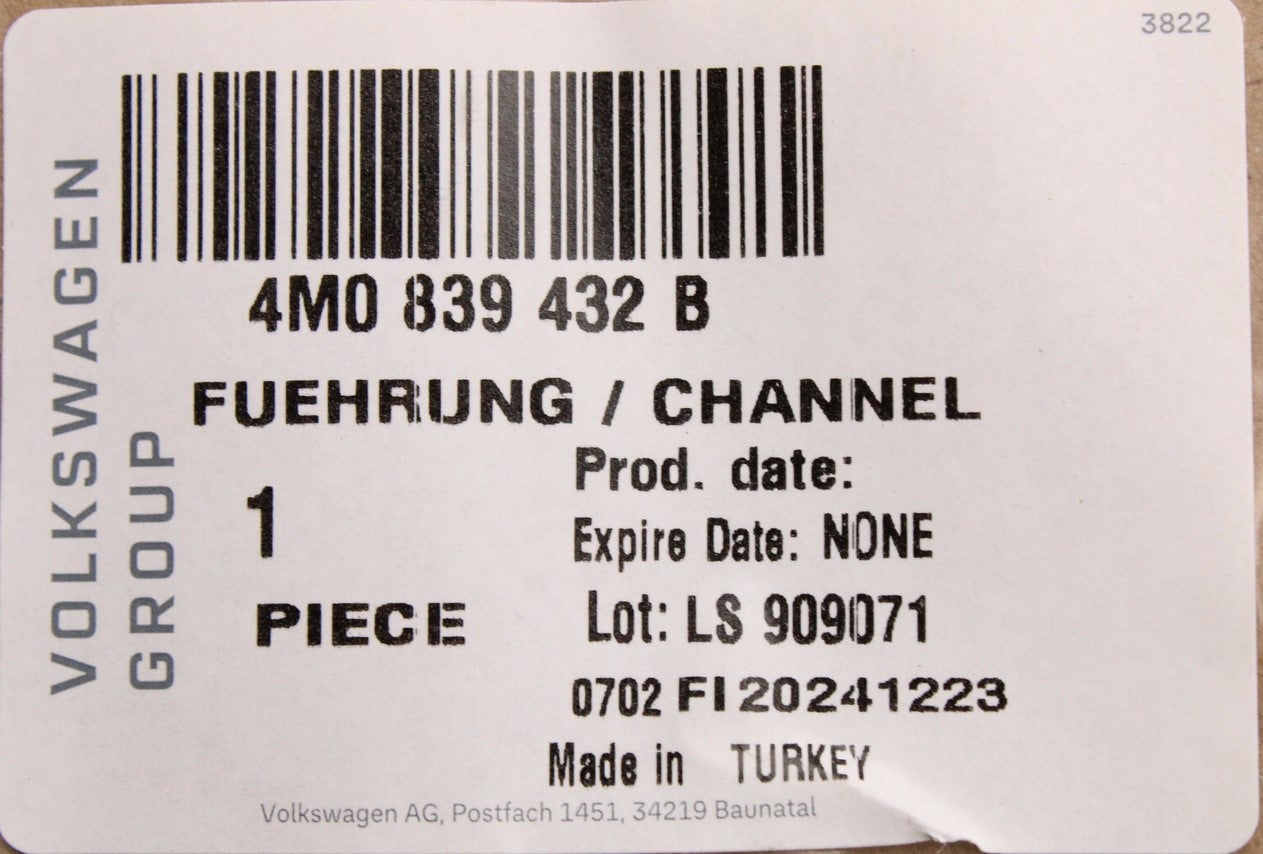 3822
VOLKSWAGEN
GROUP
4M0 839 432 B
FUEHRUNG / CHANNEL
1
PIECE
Prod. date:
Expire Date: NONE
Lot: LS 909071
0702 FI 20241223
Made in TURKEY
Volkswagen AG, Postfach 1451, 34219 Baunatal